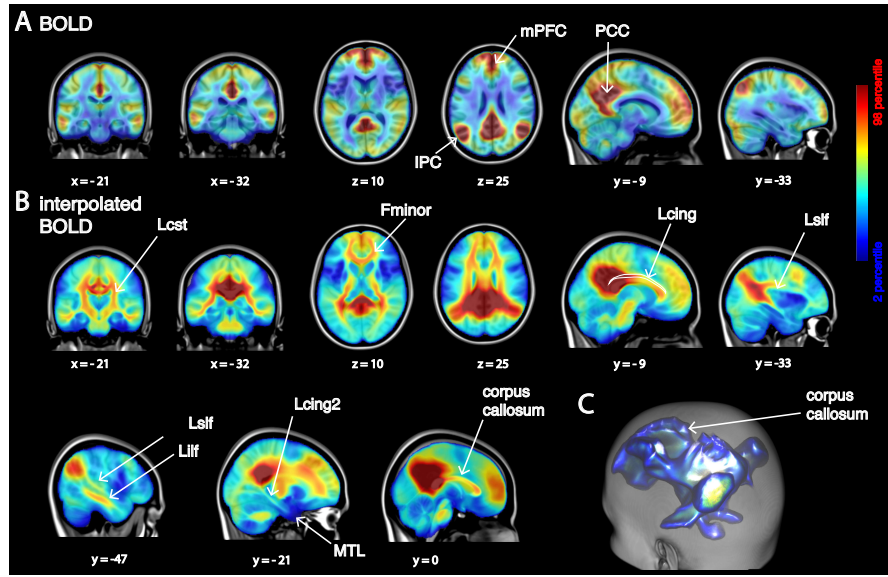 A BOLD
mPFC
PCC
IPC
98 percentile
2 percentile
x = - 21
x = - 32
z = 10
z = 25
y = - 9
y = -33
B interpolated
BOLD
Lcst
Fminor
Lcing
Lslf
x = - 21
x = - 32
z = 10
z = 25
y = - 9
y = -33
Lslf
Lilf
Lcing2
corpus
callosum
MTL
y = -47
y = - 21
y = 0
C
corpus
callosum